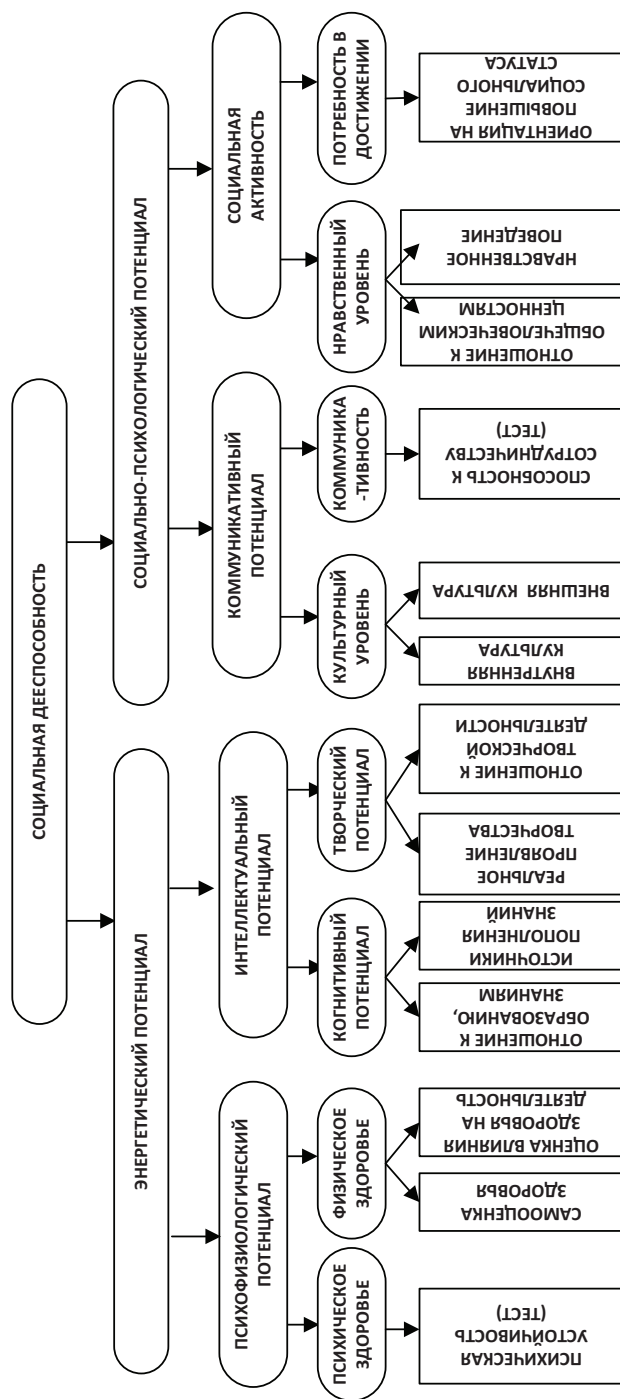 СОЦИАЛЬНАЯ ДЕЕСПОСОБНОСТЬ
ЭНЕРГЕТИЧЕСКИЙ ПОТЕНЦИАЛ
СОЦИАЛЬНО-ПСИХОЛОГИЧЕСКИЙ ПОТЕНЦИАЛ
ПСИХОФИЗИОЛОГИЧЕСКИЙ
ПОТЕНЦИАЛ
ИНТЕЛЛЕКТУАЛЬНЫЙ
ПОТЕНЦИАЛ
КОММУНИКАТИВНЫЙ
ПОТЕНЦИАЛ
СОЦИАЛЬНАЯ
АКТИВНОСТЬ
ПСИХИЧЕСКОЕ
ЗДОРОВЬЕ
ФИЗИЧЕСКОЕ
ЗДОРОВЬЕ
КОГНИТИВНЫЙ
ПОТЕНЦИАЛ
ТВОРЧЕСКИЙ
ПОТЕНЦИАЛ
КУЛЬТУРНЫЙ
УРОВЕНЬ
КОММУНИКА
-ТИВНОСТЬ
НРАВСТВЕННЫЙ
УРОВЕНЬ
ПОТРЕБНОСТЬ В
ДОСТИЖЕНИИ
ПСИХИЧЕСКАЯ
УСТОЙЧИВОСТЬ
(ТЕСТ)
САМООЦЕНКА
ЗДОРОВЬЯ
ОЦЕНКА ВЛИЯНИЯ
ЗДОРОВЬЯ НА
ДЕЯТЕЛЬНОСТЬ
ОТНОШЕНИЕ К
ОБРАЗОВАНИЮ,
ЗНАНИЯМ
ИСТОЧНИКИ
ПОПОЛНЕНИЯ
ЗНАНИЙ
РЕАЛЬНОЕ
ПРОЯВЛЕНИЕ
ТВОРЧЕСТВА
ОТНОШЕНИЕ К
ТВОРЧЕСКОЙ
ДЕЯТЕЛЬНОСТИ
ВНУТРЕННЯЯ
КУЛЬТУРА
ВНЕШНЯЯ КУЛЬТУРА
СПОСОБНОСТЬ К
СОТРУДНИЧЕСТВУ
(ТЕСТ)
ОТНОШЕНИЕ К
ОБЩЕЧЕЛОВЕЧЕСКИМ
ЦЕННОСТЯМ
НРАВСТВЕННОЕ
ПОВЕДЕНИЕ
ОРИЕНТАЦИЯ НА
ПОВЫШЕНИЕ
СОЦИАЛЬНОГО
СТАТУСА